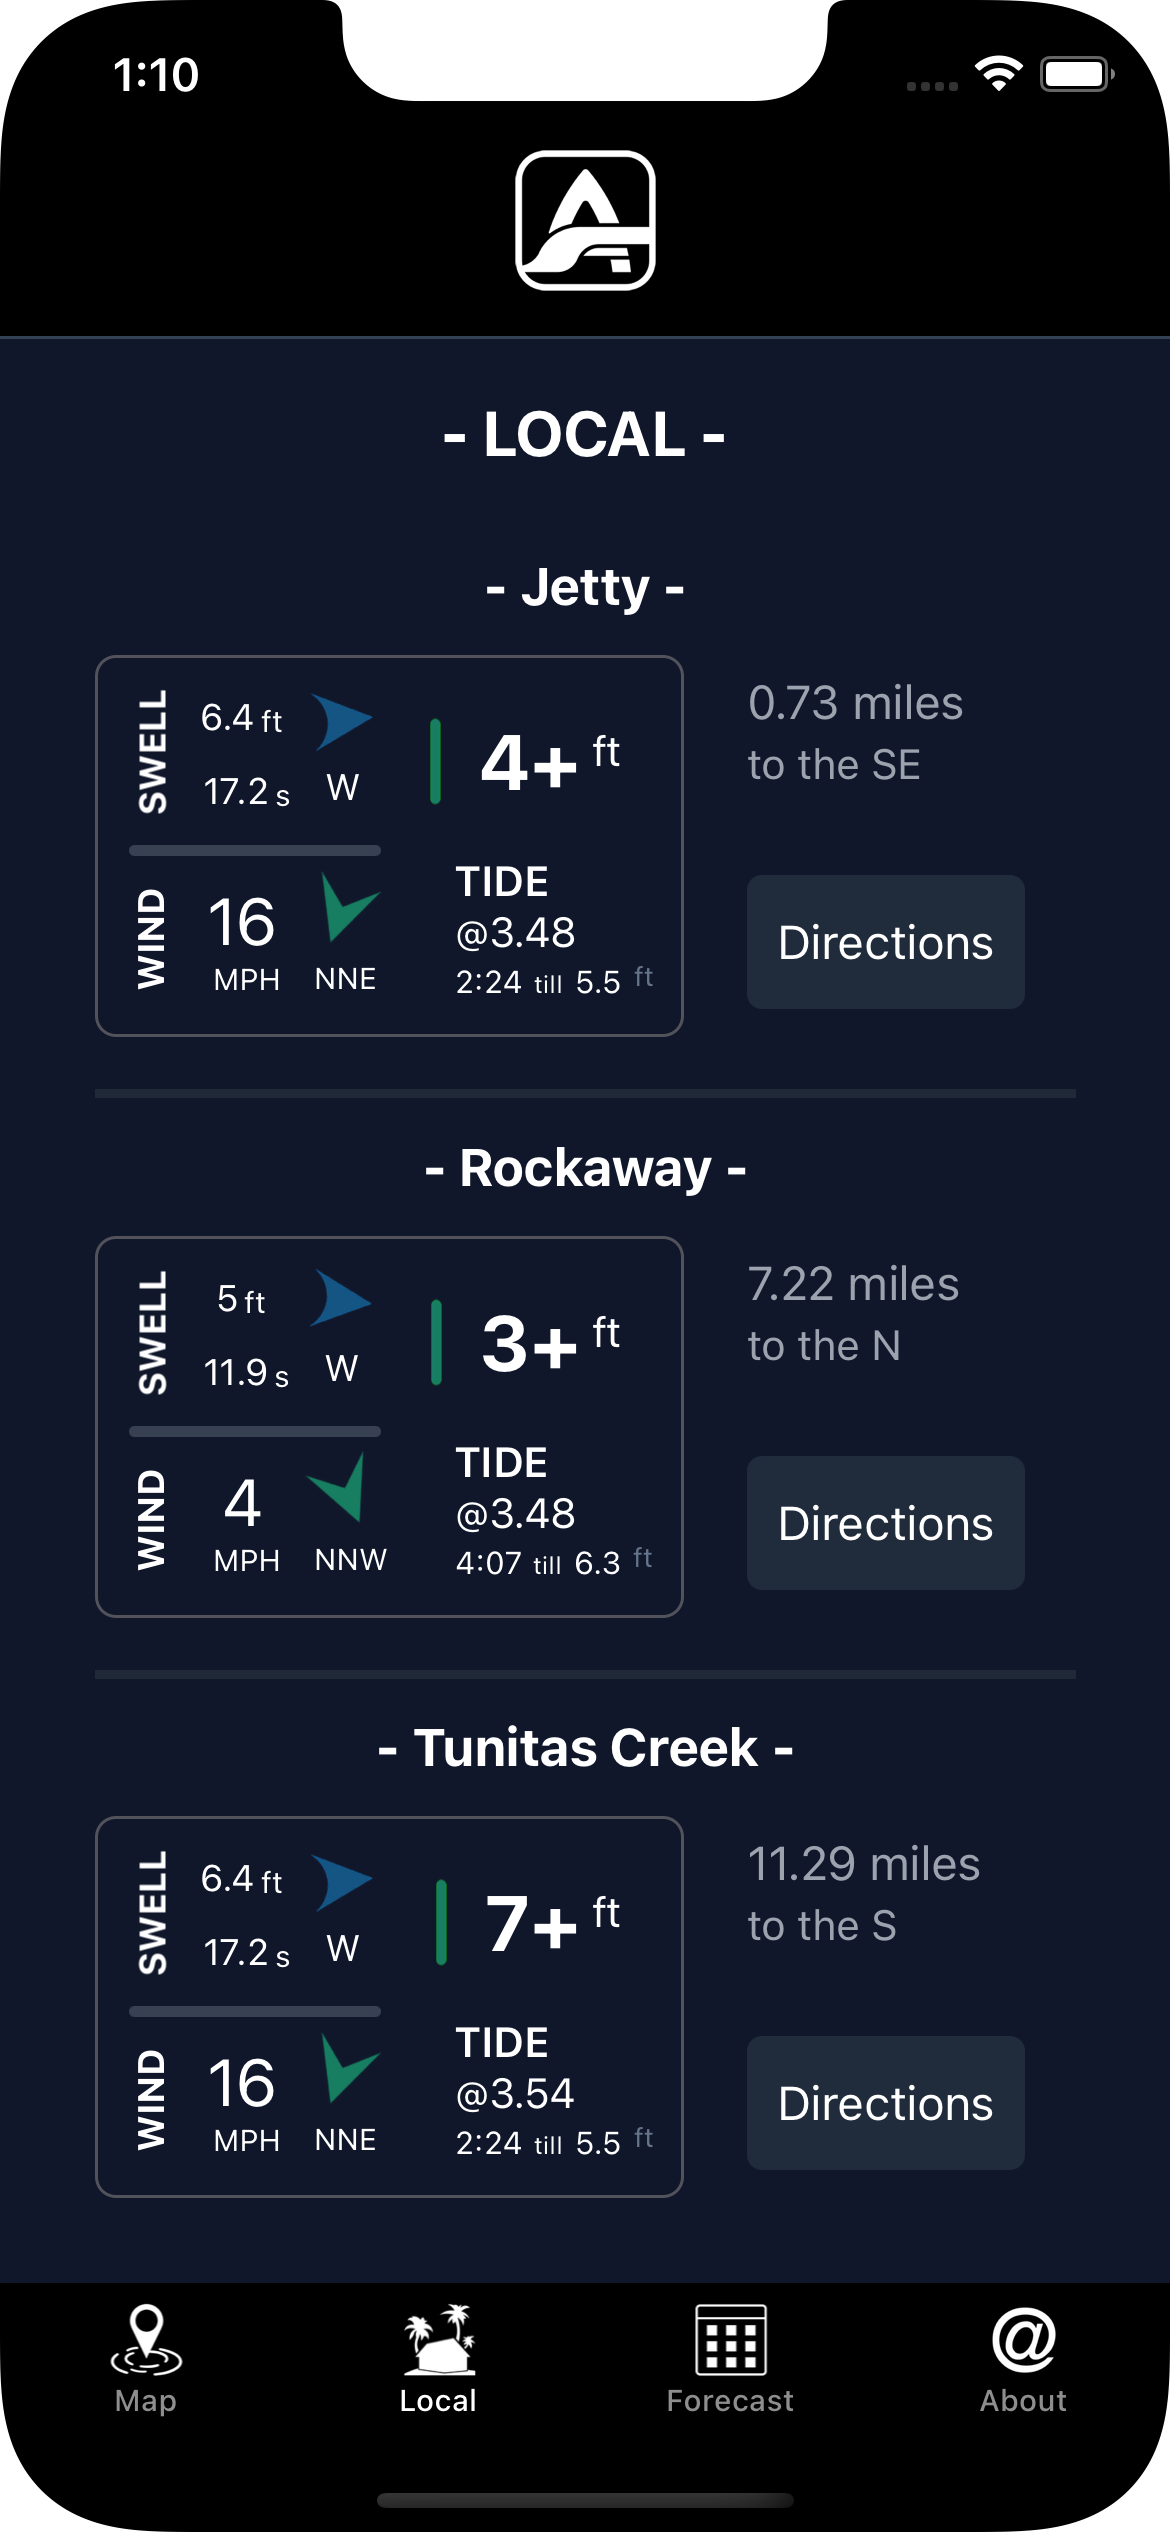 1:10
- LOCAL -
- Jetty -
SWELL
6.4 ft
17.2 s
W
4+ ft
WIND
16
MPH
NNE
TIDE
@3.48
2:24 till 5.5 ft
0.73 miles
to the SE
Directions
- Rockaway -
SWELL
5 ft
11.9 s
W
3+ ft
WIND
4
MPH
NNW
TIDE
@3.48
4:07 till 6.3 ft
7.22 miles
to the N
Directions
- Tunitas Creek -
SWELL
6.4 ft
17.2 s
W
7+ ft
WIND
16
MPH
NNE
TIDE
@3.54
2:24 till 5.5 ft
11.29 miles
to the S
Directions
Map
Local
Forecast
@
About